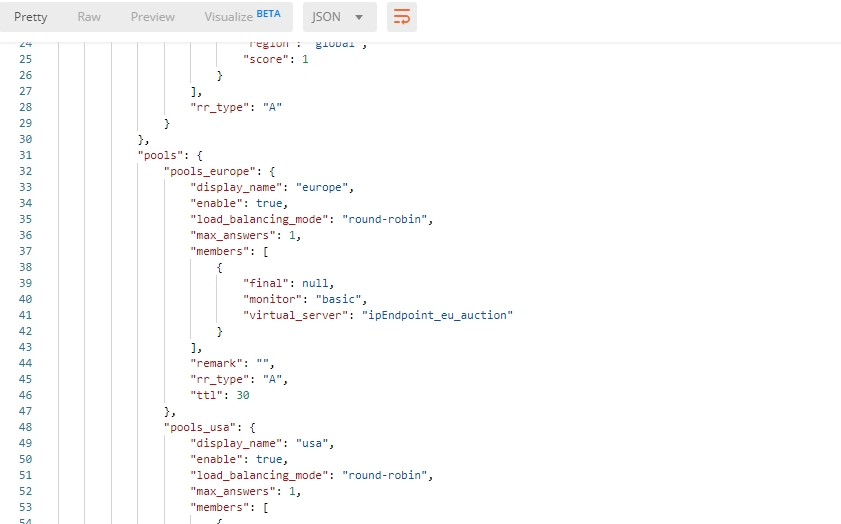 Pretty Raw Preview Visualize BETA JSON
24 "region": "global",
25 "score": 1
26 }
27 ],
28 "rr_type": "A"
29 }
30 },
31 "pools": {
32 "pools_europe": {
33 "display_name": "europe",
34 "enable": true,
35 "load_balancing_mode": "round-robin",
36 "max_answers": 1,
37 "members": [
38 {
39 "final": null,
40 "monitor": "basic",
41 "virtual_server": "ipEndpoint_eu_auction"
42 }
43 ],
44 "remark": "",
45 "rr_type": "A",
46 "ttl": 30
47 },
48 "pools_usa": {
49 "display_name": "usa",
50 "enable": true,
51 "load_balancing_mode": "round-robin",
52 "max_answers": 1,
53 "members": [
54 {